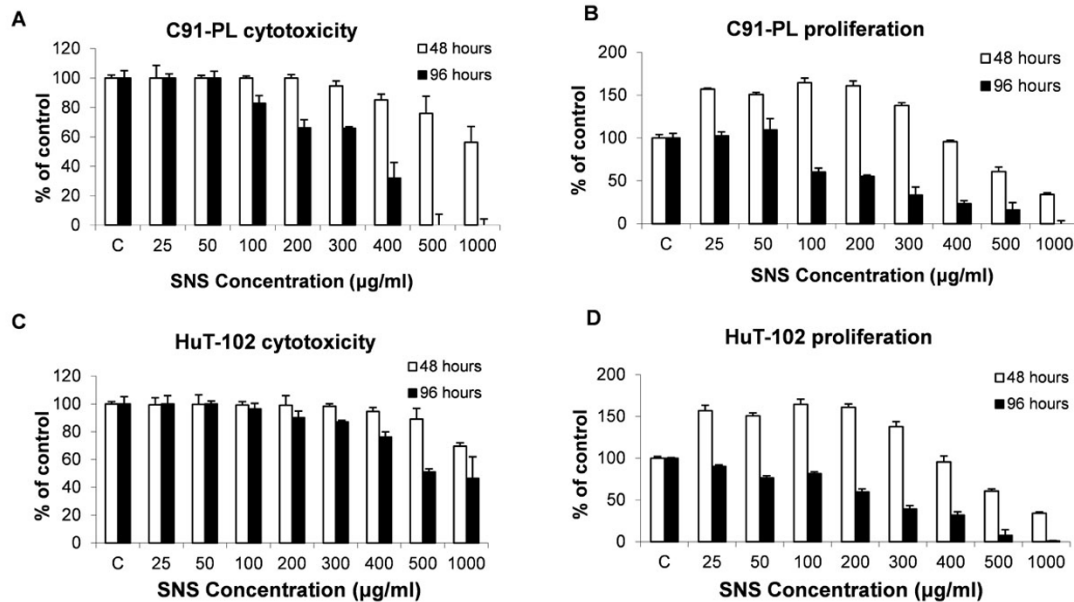 A
C91-PL cytotoxicity
48 hours
96 hours
% of control
120
100
80
60
40
20
0
C 25 50 100 200 300 400 500 1000
SNS Concentration (µg/ml)
B
C91-PL proliferation
48 hours
96 hours
% of control
200
150
100
50
0
C 25 50 100 200 300 400 500 1000
SNS Concentration (µg/ml)
C
HuT-102 cytotoxicity
48 hours
96 hours
% of control
120
100
80
60
40
20
0
C 25 50 100 200 300 400 500 1000
SNS Concentration (µg/ml)
D
HuT-102 proliferation
48 hours
96 hours
% of control
200
150
100
50
0
C 25 50 100 200 300 400 500 1000
SNS Concentration (µg/ml)